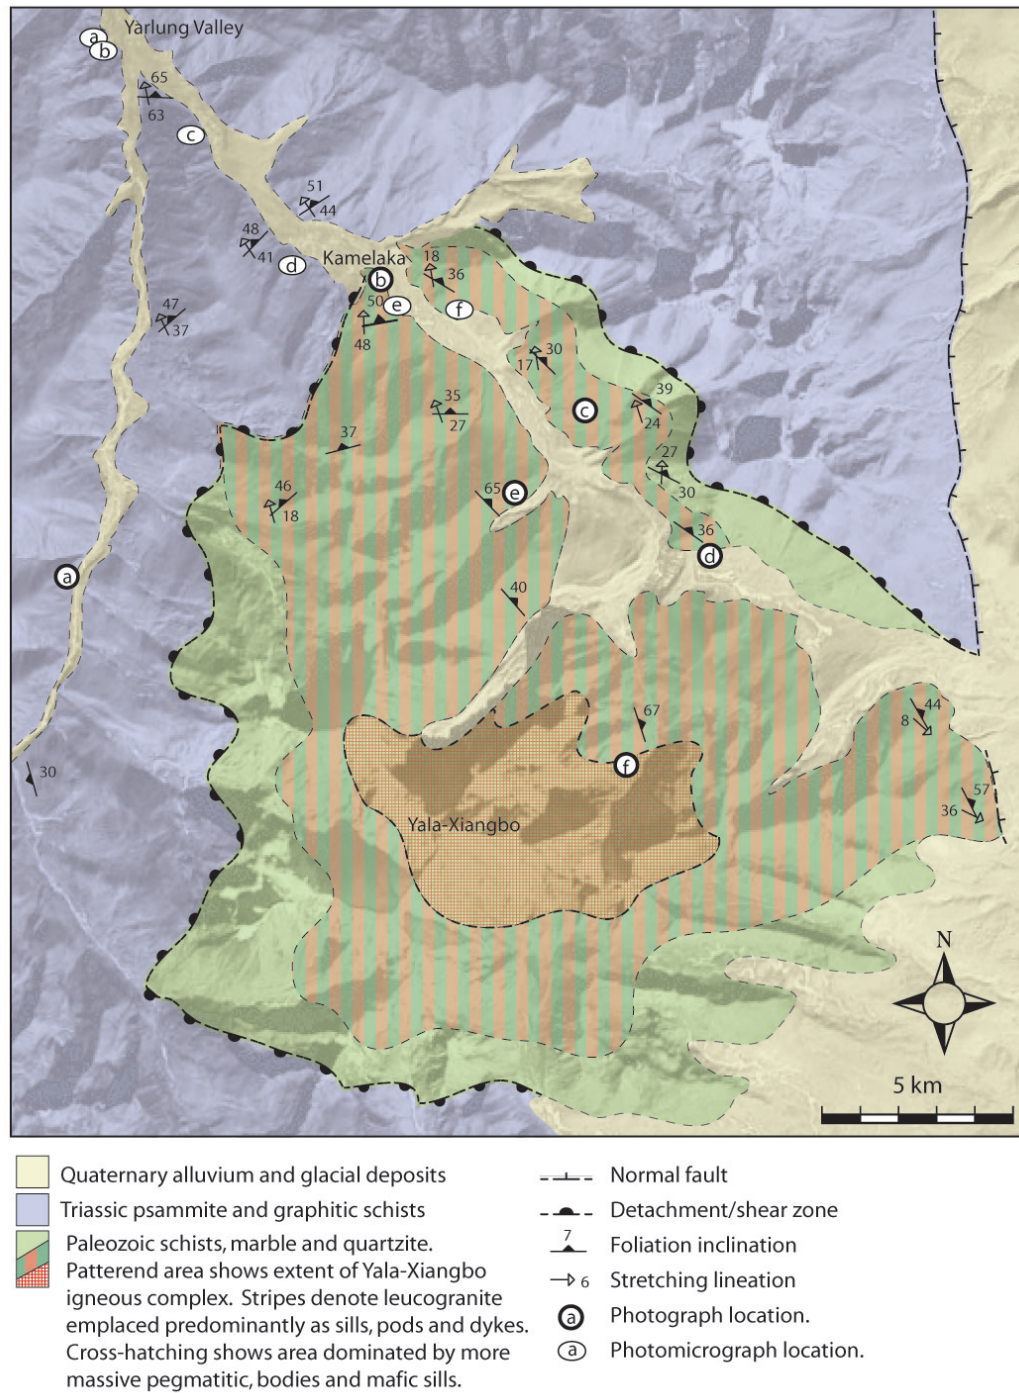 Yarlung Valley
a
b
65
63
c
51
44
48
41
d
Kamelaka
b
18
36
50
e
f
48
47
37
30
17
35
27
39
24
c
37
27
30
46
18
65
e
36
d
a
40
67
44
8
f
30
57
36
Yala-Xiangbo
N
5 km
Quaternary alluvium and glacial deposits
Triassic psammite and graphitic schists
Paleozoic schists, marble and quartzite.
Patterend area shows extent of Yala-Xiangbo
igneous complex. Stripes denote leucogranite
emplaced predominantly as sills, pods and dykes.
Cross-hatching shows area dominated by more
massive pegmatitic, bodies and mafic sills.
Normal fault
Detachment/shear zone
7
Foliation inclination
6 Stretching lineation
a Photograph location.
a Photomicrograph location.